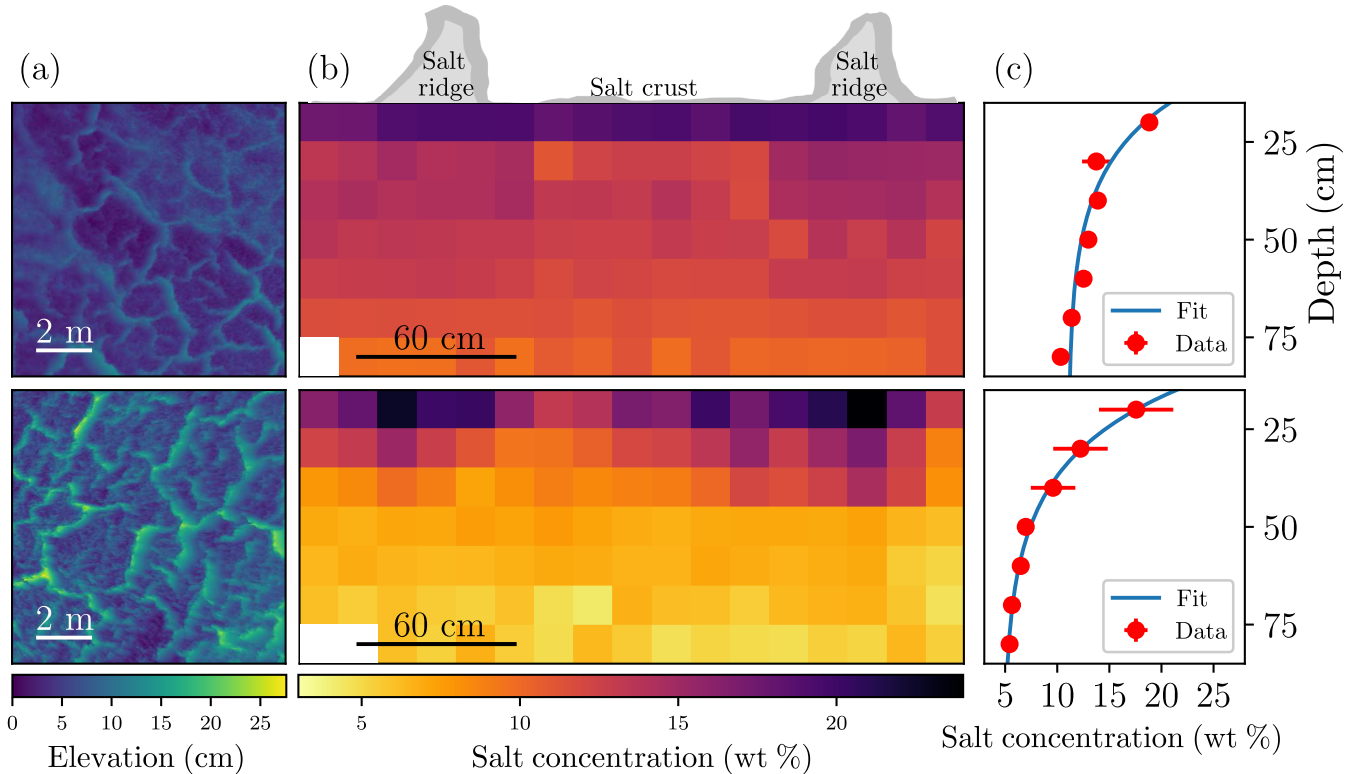 (a)
(b)
(c)
Salt
ridge
Salt crust
Salt
ridge
2 m
60 cm
25
50
75
Depth (cm)
Fit
Data
2 m
60 cm
25
50
75
Fit
Data
0 5 10 15 20 25
Elevation (cm)
5 10 15 20
Salt concentration (wt %)
5 10 15 20 25
Salt concentration (wt %)